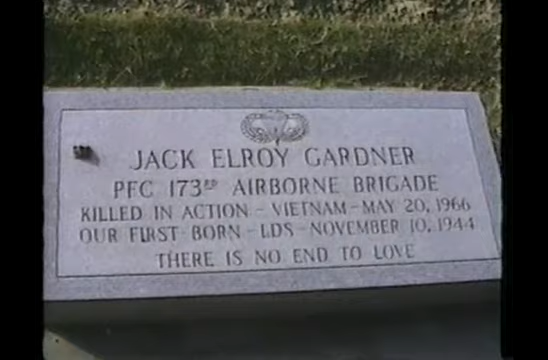 JACK ELROY GARDNER
PFC 173RD AIRBORNE BRIGADE
KILLED IN ACTION - VIETNAM - MAY 20, 1966
OUR FIRST-BORN - LDS - NOVEMBER 10, 1944
THERE IS NO END TO LOVE